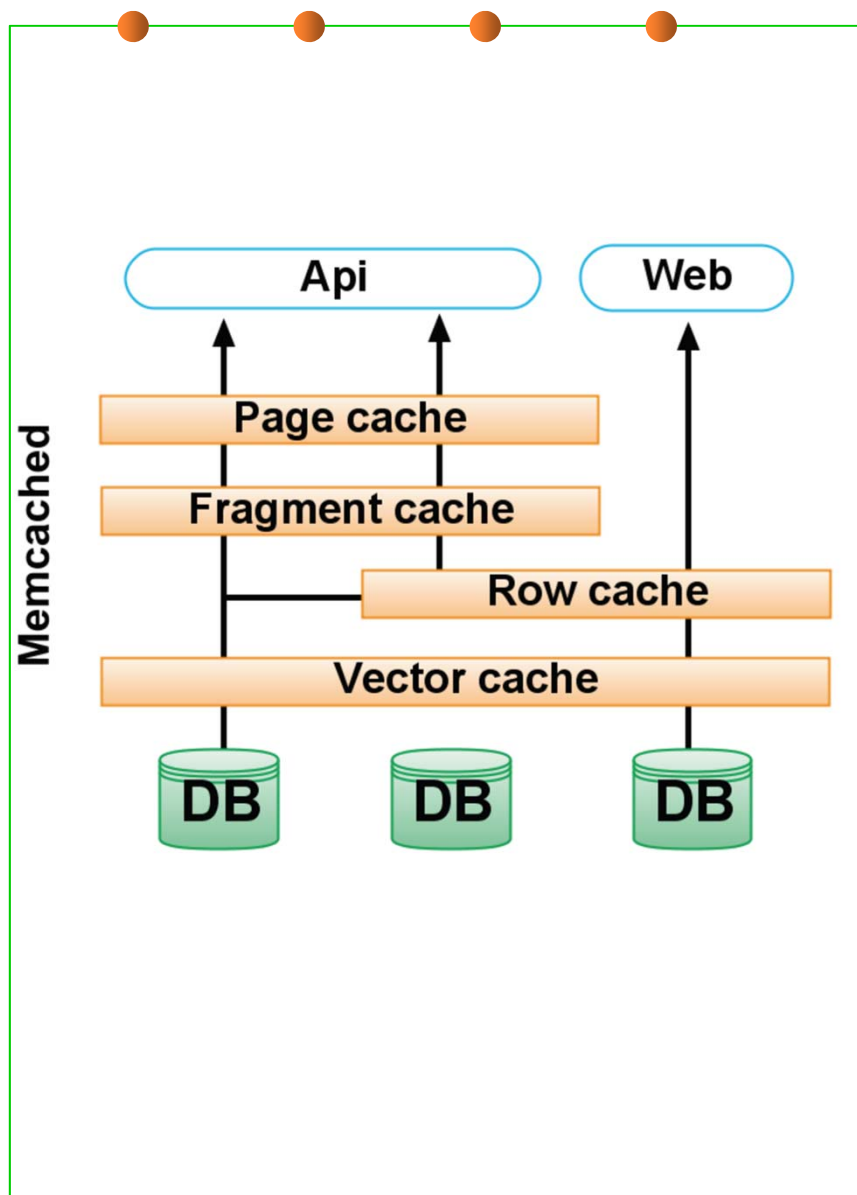 Api
Web
Page cache
Fragment cache
Row cache
Vector cache
DB
DB
DB
Memcached